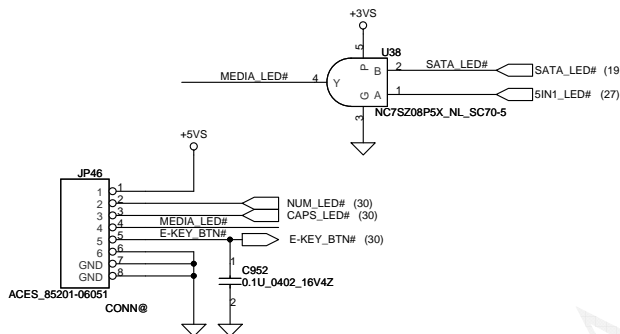 +3VS
U38
5
P
B
2
SATA_LED#
SATA_LED# (19
MEDIA_LED#
4
Y
G
A
1
5IN1_LED# (27)
3
NC7SZ08P5X_NL_SC70-5
+5VS
JP46
1
1
2
2
NUM_LED# (30)
3
3
CAPS_LED# (30)
4
4
MEDIA_LED#
5
5
E-KEY_BTN#
E-KEY_BTN# (30)
6
6
GND
7
GND
8
1
C952
0.1U_0402_16V4Z
2
ACES_85201-06051
CONN@